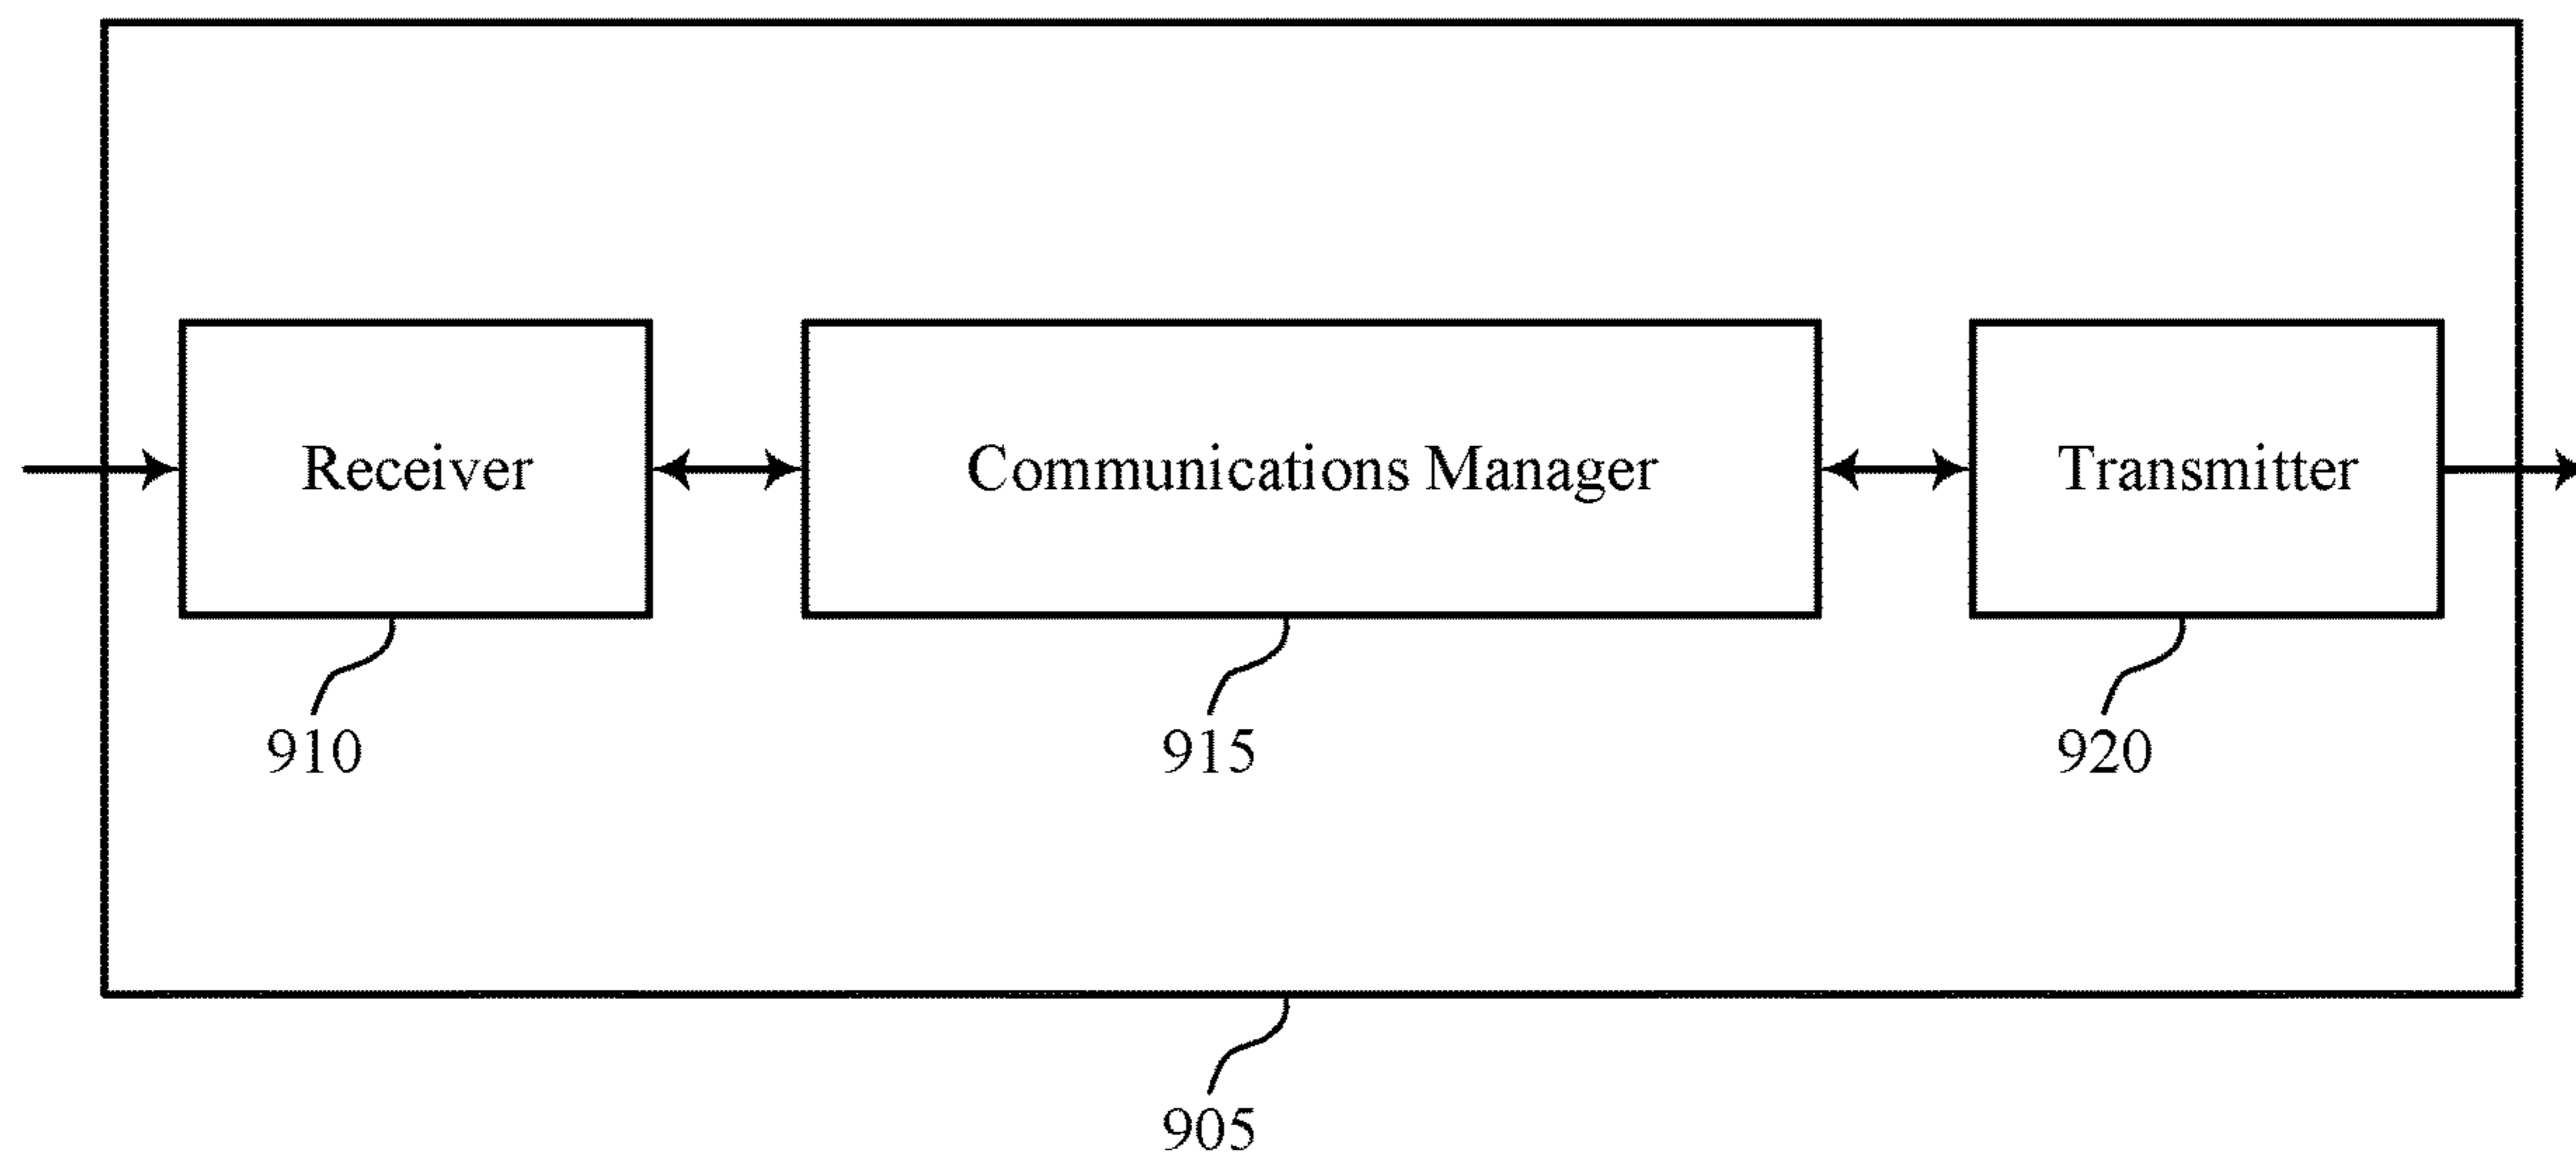 Receiver
Communications Manager
Transmitter
910
915
920
905